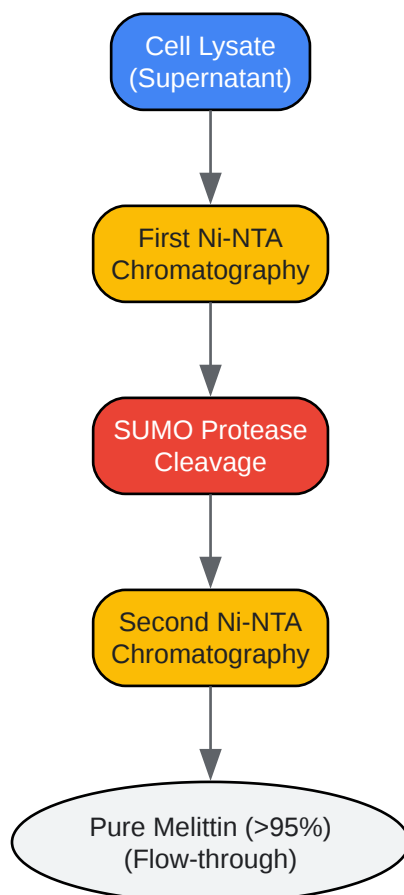 Cell Lysate
(Supernatant)
First Ni-NTA
Chromatography
SUMO Protease
Cleavage
Second Ni-NTA
Chromatography
Pure Melittin (>95%)
(Flow-through)